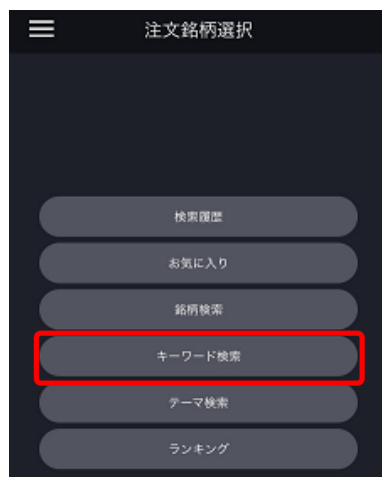 注文銘柄選択
検索履歴
お気に入り
銘柄検索
キーワード検索
テーマ検索
ランキング